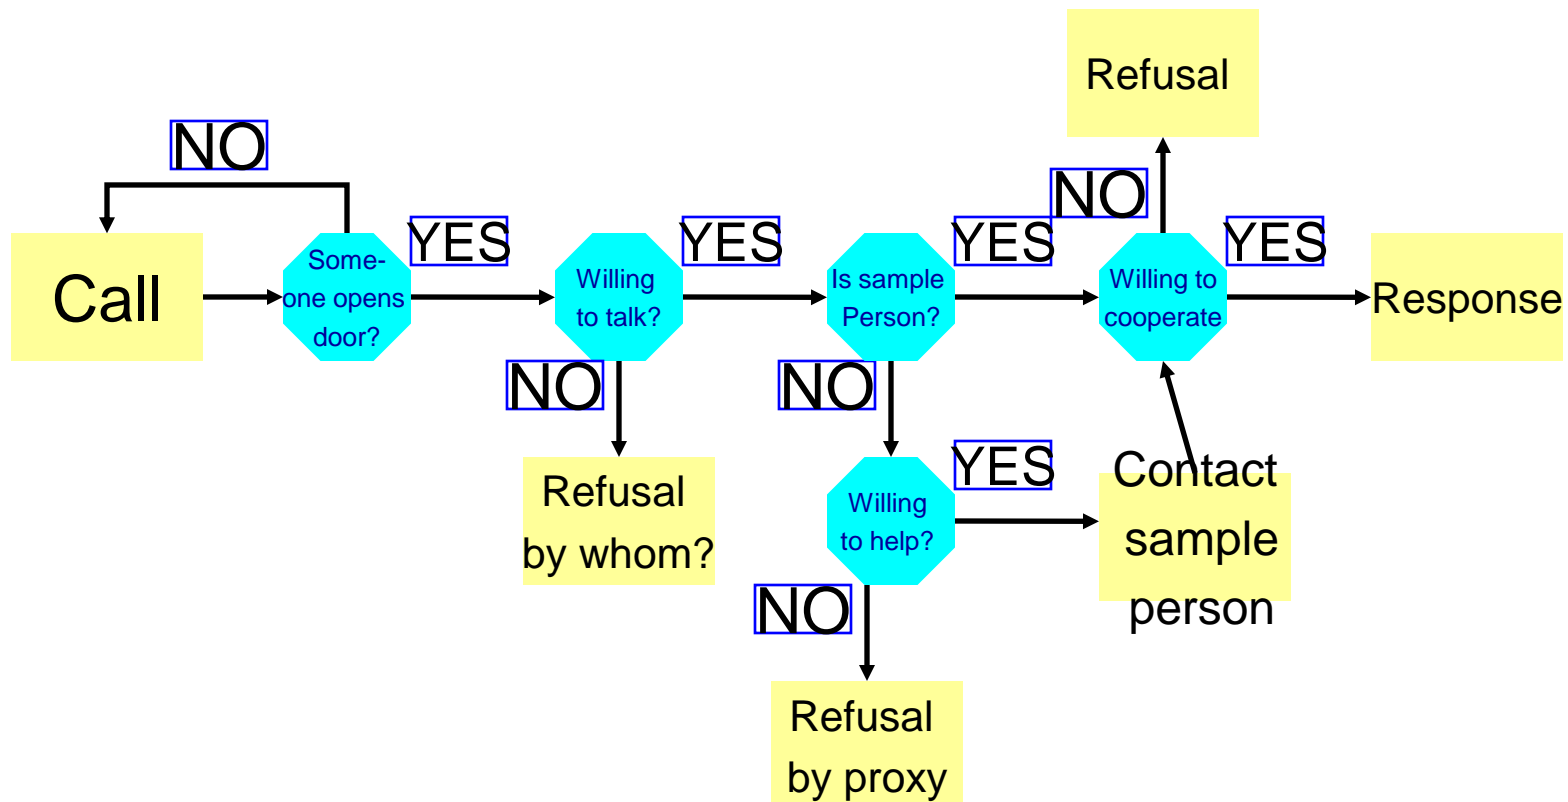 Refusal
NO
NO
YES
YES
YES
YES
Call
Some-
one opens
door?
Willing
to talk?
Is sample
Person?
Willing to
cooperate
Response
NO
NO
Refusal
by whom?
YES
Willing
to help?
Contact
sample
person
NO
Refusal
by proxy